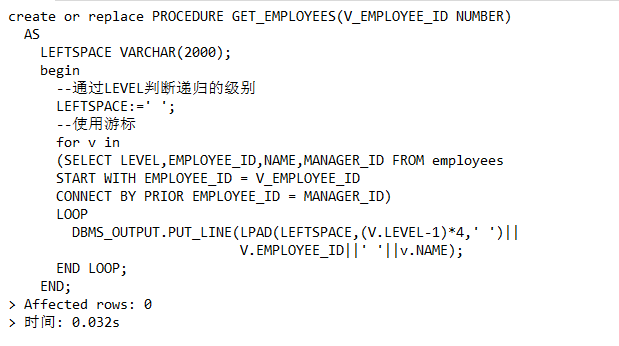 create or replace PROCEDURE GET_EMPLOYEES(V_EMPLOYEE_ID NUMBER)
  AS
    LEFTSPACE VARCHAR(2000);
    begin
      --通过LEVEL判断递归的级别
      LEFTSPACE:=' ';
      --使用游标
      for v in
      (SELECT LEVEL,EMPLOYEE_ID,NAME,MANAGER_ID FROM employees
      START WITH EMPLOYEE_ID = V_EMPLOYEE_ID
      CONNECT BY PRIOR EMPLOYEE_ID = MANAGER_ID)
      LOOP
        DBMS_OUTPUT.PUT_LINE(LPAD(LEFTSPACE,(V.LEVEL-1)*4,' ')||
                             V.EMPLOYEE_ID||' '||v.NAME);
      END LOOP;
    END;
> Affected rows: 0
> 时间: 0.032s